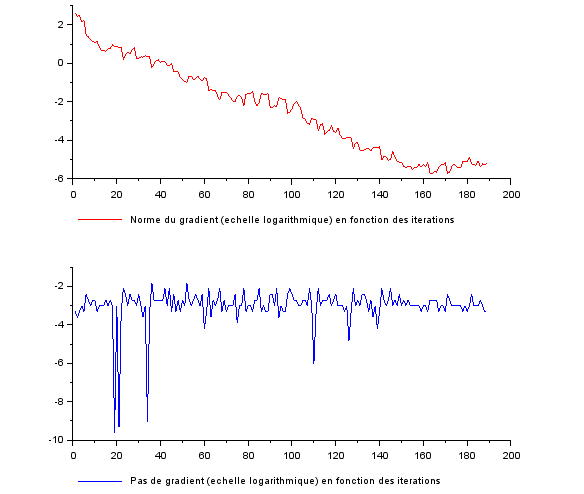 2
0
-2
-4
-6
0 20 40 60 80 100 120 140 160 180 200
Norme du gradient (echelle logarithmique) en fonction des iterations
-2
-4
-6
-8
-10
0 20 40 60 80 100 120 140 160 180 200
Pas de gradient (echelle logarithmique) en fonction des iterations